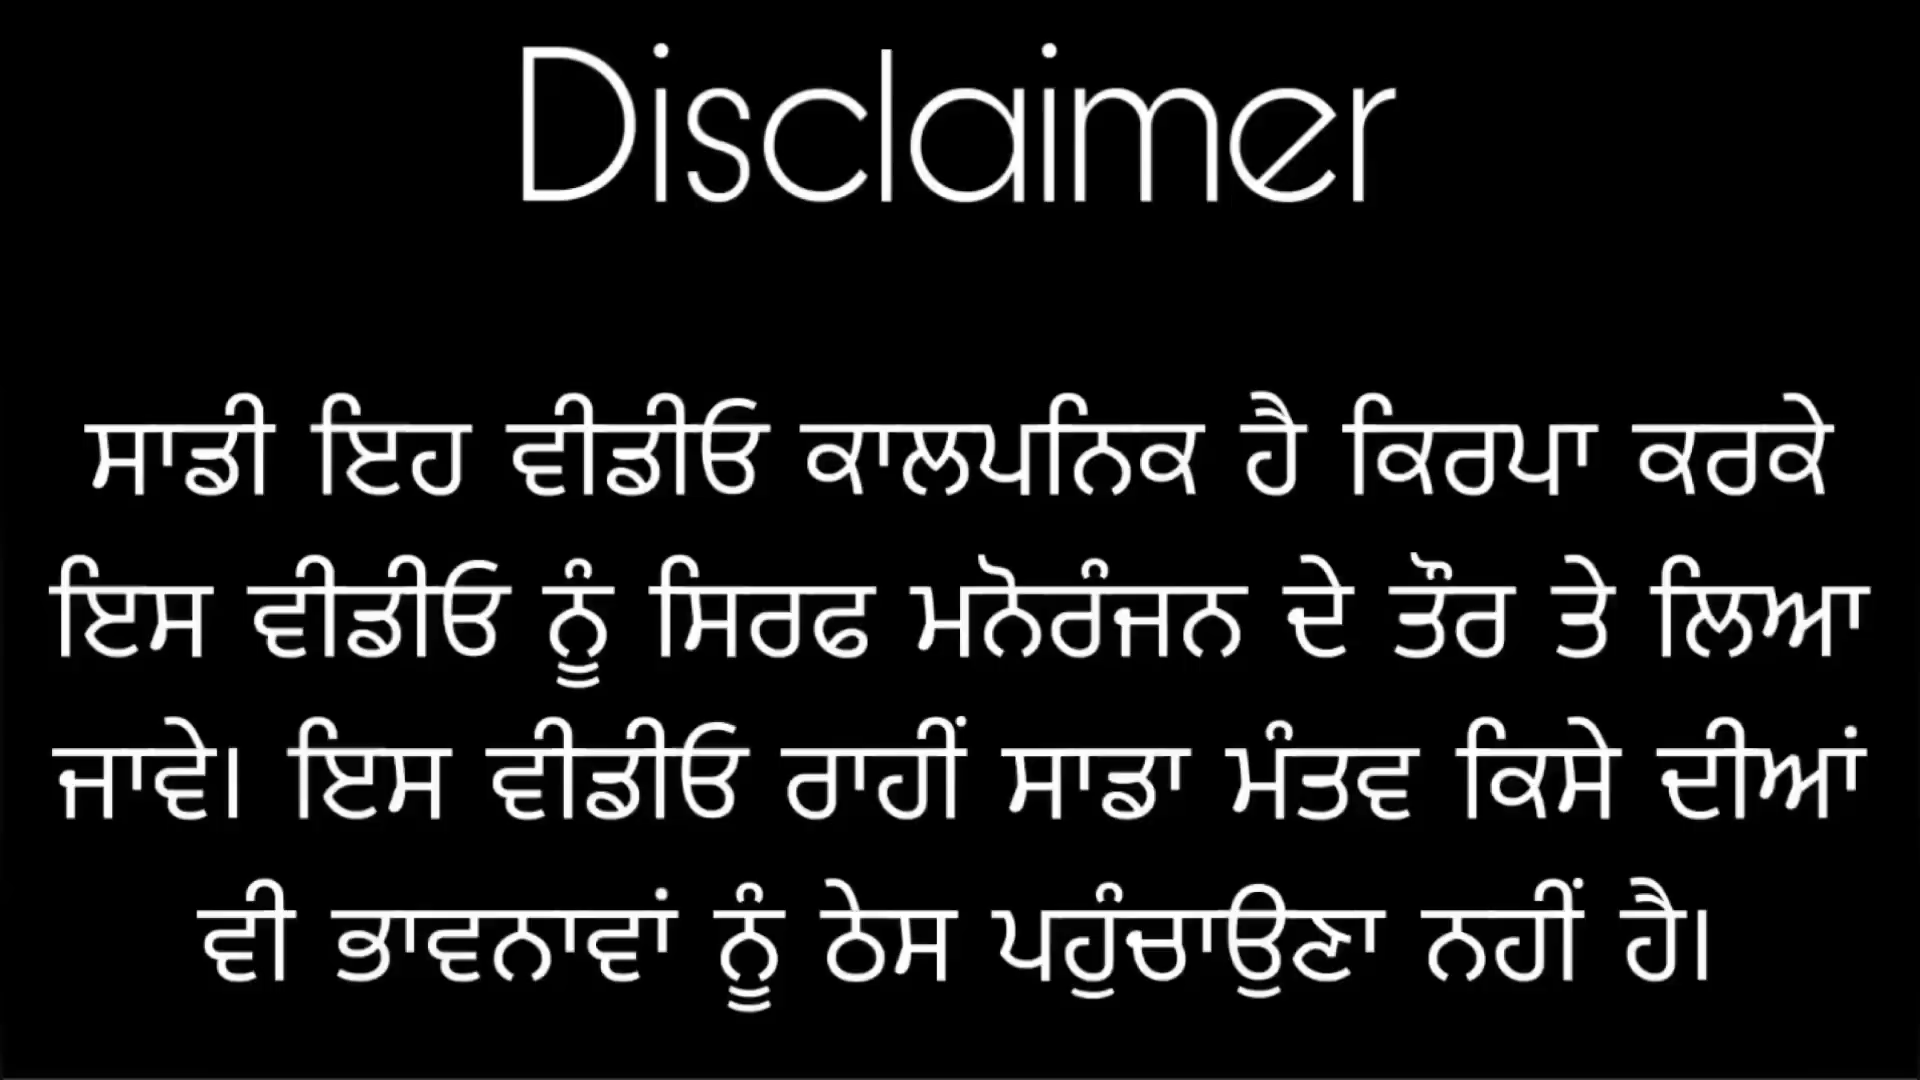 Disclaimer
ਸਾਡੀ ਇਹ ਵੀਡੀਓ ਕਾਲਪਨਿਕ ਹੈ ਕਿਰਪਾ ਕਰਕੇ
ਇਸ ਵੀਡੀਓ ਨੂੰ ਸਿਰਫ ਮਨੋਰੰਜਨ ਦੇ ਤੌਰ ਤੇ ਲਿਆ
ਜਾਵੇ। ਇਸ ਵੀਡੀਓ ਰਾਹੀਂ ਸਾਡਾ ਮੰਤਵ ਕਿਸੇ ਦੀਆਂ
ਵੀ ਭਾਵਨਾਵਾਂ ਨੂੰ ਠੇਸ ਪਹੁੰਚਾਉਣਾ ਨਹੀਂ ਹੈ।